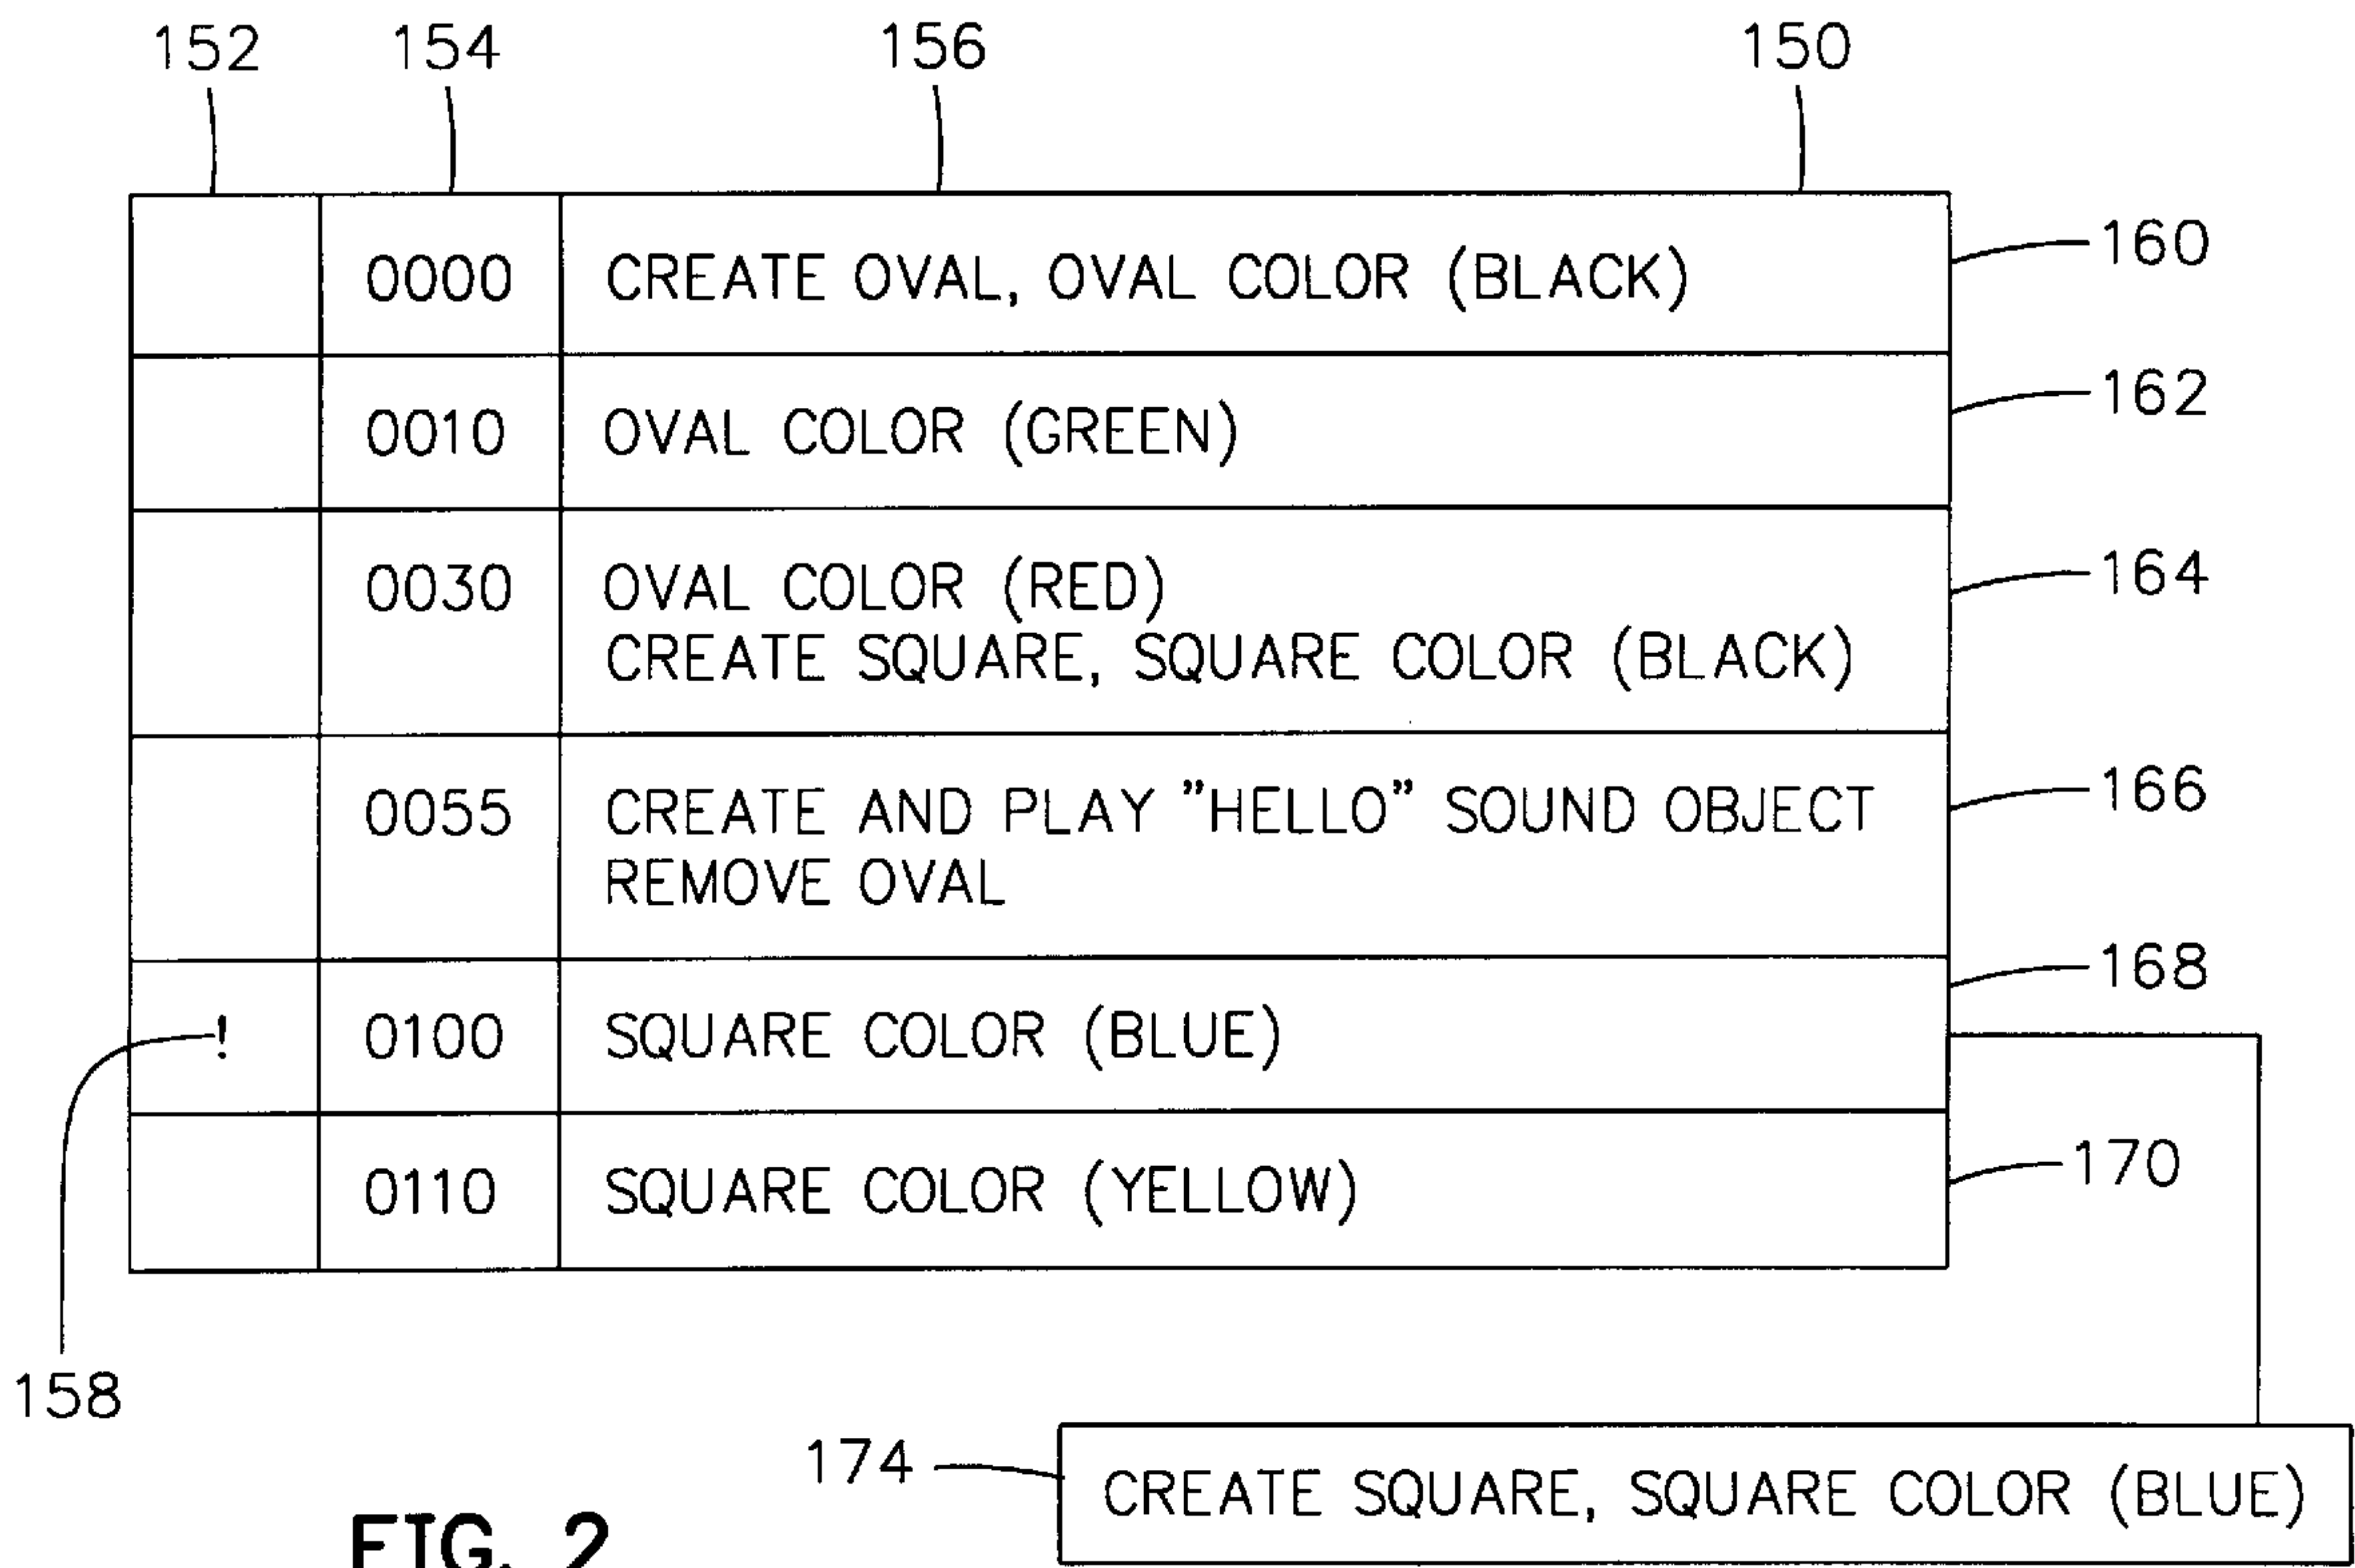 152 154 156 150
0000 CREATE OVAL, OVAL COLOR (BLACK) 160
0010 OVAL COLOR (GREEN) 162
0030 OVAL COLOR (RED) 164
CREATE SQUARE, SQUARE COLOR (BLACK)
0055 CREATE AND PLAY "HELLO" SOUND OBJECT 166
REMOVE OVAL
168
! 0100 SQUARE COLOR (BLUE)
0110 SQUARE COLOR (YELLOW) 170
158
174 CREATE SQUARE, SQUARE COLOR (BLUE)
FIG. 2